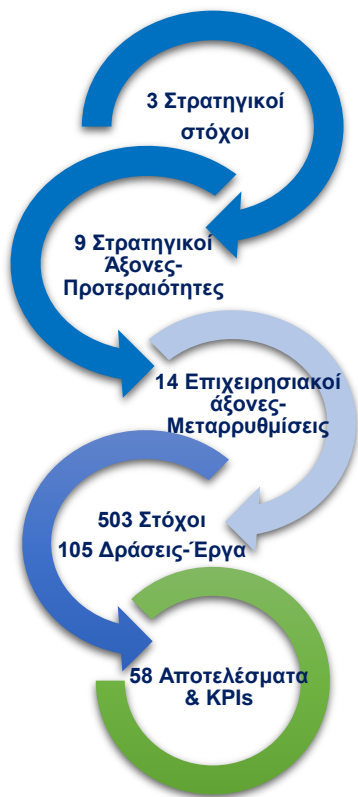 3 Στρατηγικοί
στόχοι
9 Στρατηγικοί
Άξονες-
Προτεραιότητες
14 Επιχειρησιακοί
άξονες-
Μεταρρυθμίσεις
503 Στόχοι
105 Δράσεις-Έργα
58 Αποτελέσματα
& KPIs